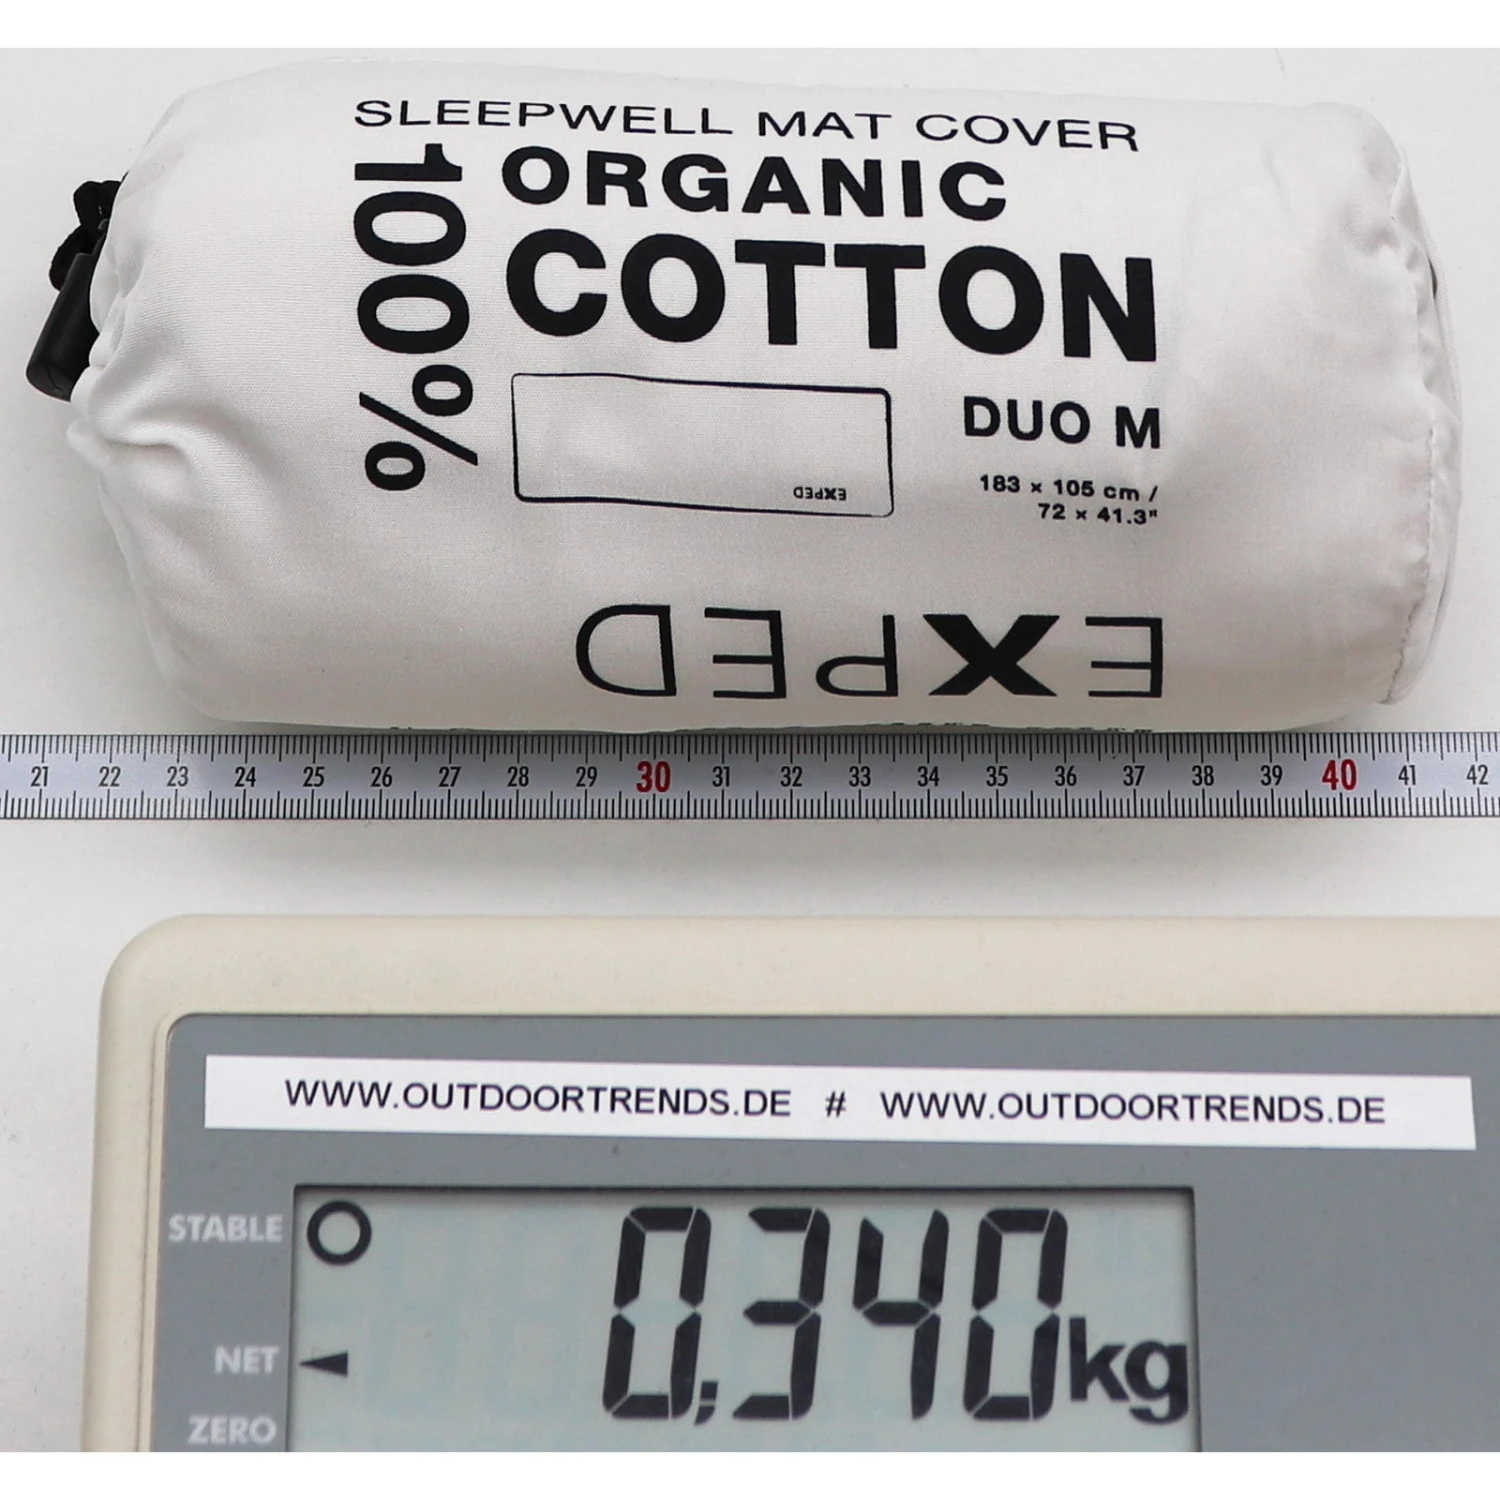 SLEEPWELL MAT COVER
100% ORGANIC
COTTON
EXPED
DUO M
183 × 105 cm /
72 × 41.3"
EXPED
21 22 23 24 25 26 27 28 29 30 31 32 33 34 35 36 37 38 39 40 41 42
WWW.OUTDOORTRENDS.DE # WWW.OUTDOORTRENDS.DE
STABLE
0,340kg
NET
ZERO